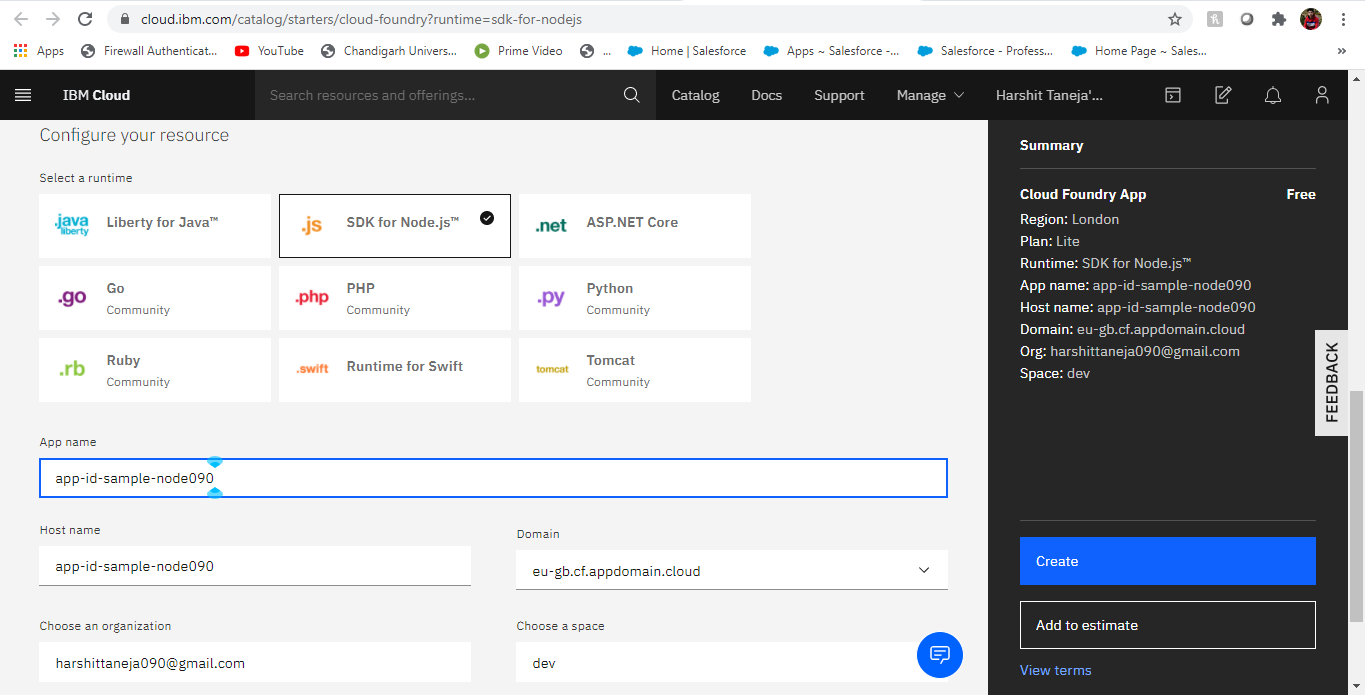 cloud.ibm.com/catalog/starters/cloud-foundry?runtime=sdk-for-nodejs
Apps Firewall Authenticat... YouTube Chandigarh Univers... Prime Video ... Home | Salesforce Apps ~ Salesforce -... Salesforce - Profess... Home Page ~ Sales... »
IBM Cloud Search resources and offerings... Catalog Docs Support Manage Harshit Taneja'...
Configure your resource
Select a runtime
java liberty Liberty for Java™
.js SDK for Node.js™
.net ASP.NET Core
.go Go
Community
.php PHP
Community
.py Python
Community
.rb Ruby
Community
.swift Runtime for Swift
tomcat Tomcat
Community
App name
app-id-sample-node090
Host name
app-id-sample-node090
Domain
eu-gb.cf.appdomain.cloud
Choose an organization
harshittaneja090@gmail.com
Choose a space
dev
Summary
Cloud Foundry App Free
Region: London
Plan: Lite
Runtime: SDK for Node.js™
App name: app-id-sample-node090
Host name: app-id-sample-node090
Domain: eu-gb.cf.appdomain.cloud
Org: harshittaneja090@gmail.com
Space: dev
FEEDBACK
Create
Add to estimate
View terms